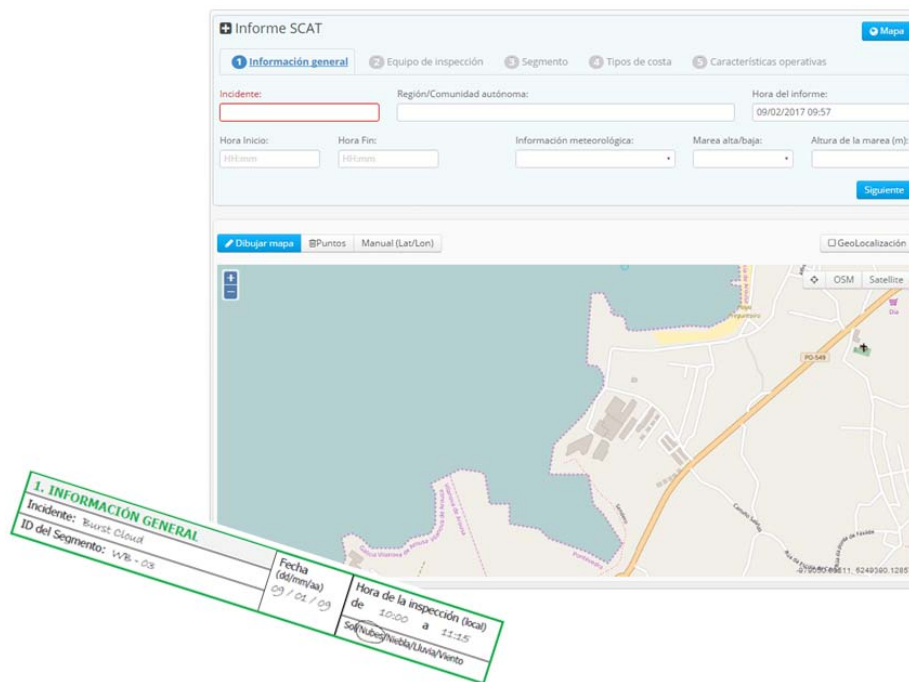 Informe SCAT
Mapa
1 Información general 2 Equipo de inspección 3 Segmento 4 Tipos de costa 5 Características operativas
Incidente: Región/Comunidad autónoma: Hora del informe:
09/02/2017 09:57
Hora Inicio: Hora Fin: Información meteorológica: Marea alta/baja: Altura de la marea (m):
HH:mm HH:mm
Siguiente
Dibujar mapa Puntos Manual (Lat/Lon) GeoLocalización
+
−
OSM Satellite
Dia
PO-549
Pontevedra
1. INFORMACIÓN GENERAL
Incidente: Burst Cloud
ID del Segmento: WB-03
Fecha
(dd/mm/aa)
09/01/09
Hora de la inspección (local)
de 10:00 a 11:15
Sol/Nubes/Niebla/Lluvia/Viento